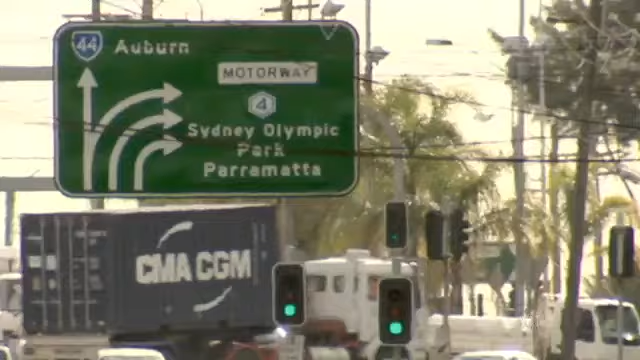 44 Auburn
MOTORWAY
4
Sydney Olympic
Park
Parramatta
CMA CGM